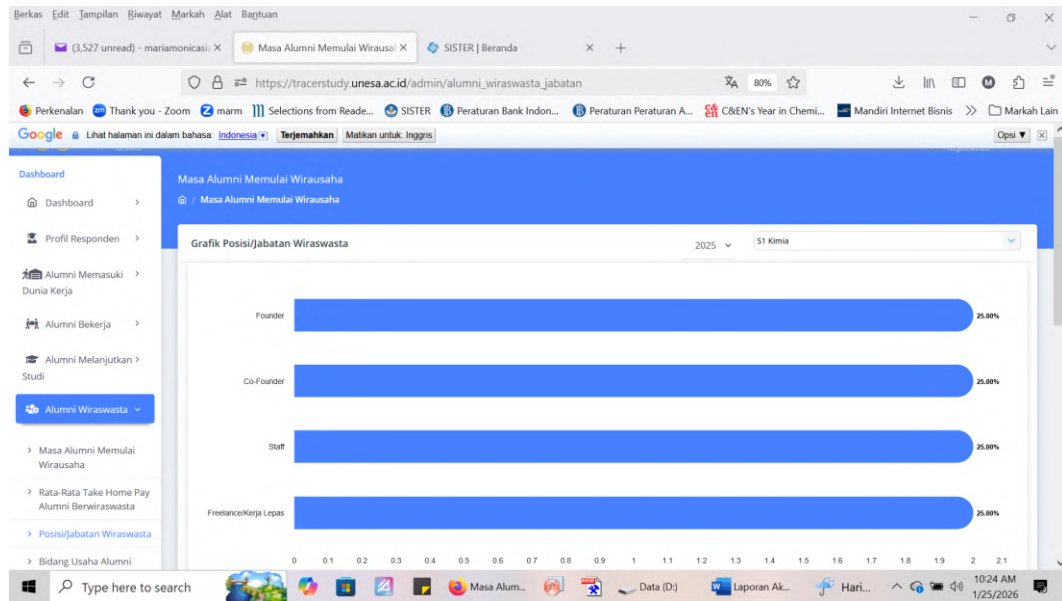 Berkas Edit Tampilan Riwayat Markah Alat Bantuan
(3,527 unread) - mariamonicasi
Masa Alumni Memulai Wirausah
SISTER | Beranda
https://tracerstudy.unesa.ac.id/admin/alumni_wiraswasta_jabatan
80%
Perkenalan
Thank you - Zoom
marm
Selections from Reade...
SISTER
Peraturan Bank Indon...
Peraturan Peraturan A...
C&EN's Year in Chemi...
Mandiri Internet Bisnis
Markah Lain
Google Lihat halaman ini dalam bahasa: Indonesia Terjemahkan Matikan untuk: Inggris Opsi
Dashboard
Dashboard
Profil Responden
Alumni Memasuki
Dunia Kerja
Alumni Bekerja
Alumni Melanjutkan
Studi
Alumni Wiraswasta
Masa Alumni Memulai
Wirausaha
Rata-Rata Take Home Pay
Alumni Berwiraswasta
Posisi/Jabatan Wiraswasta
Bidang Usaha Alumni
Masa Alumni Memulai Wirausaha
/ Masa Alumni Memulai Wirausaha
Grafik Posisi/Jabatan Wiraswasta
2025
S1 Kimia
Founder 25.00%
Co-Founder 25.00%
Staff 25.00%
Freelance/Kerja Lepas 25.00%
0 0.1 0.2 0.3 0.4 0.5 0.6 0.7 0.8 0.9 1 1.1 1.2 1.3 1.4 1.5 1.6 1.7 1.8 1.9 2 2.1
Type here to search
Masa Alum...
Data (D:)
Laporan Ak...
Hari...
10:24 AM
1/25/2026